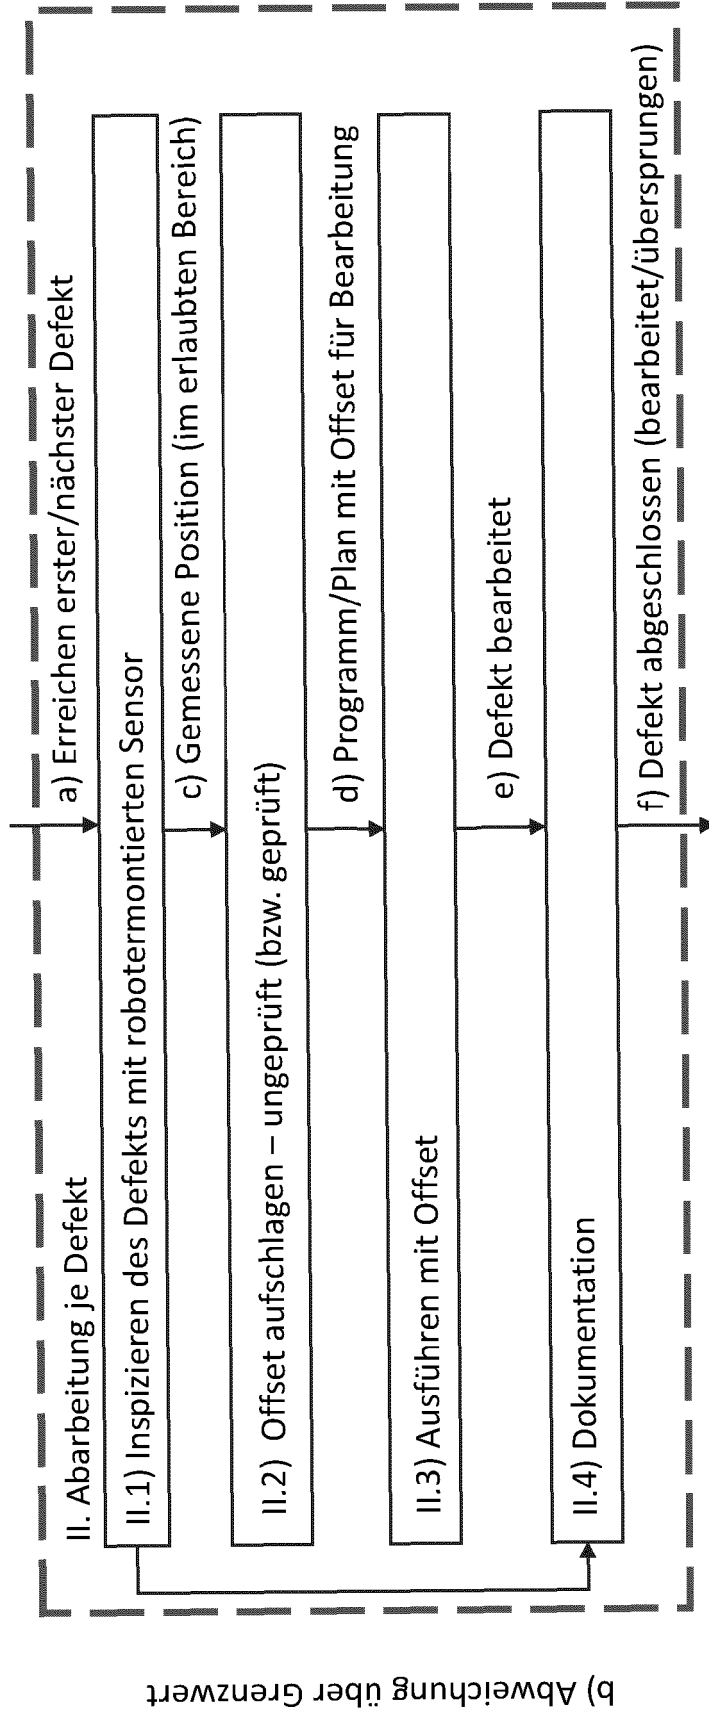 a) Erreichen erster/nächster Defekt
II. Abarbeitung je Defekt
II.1) Inspizieren des Defekts mit robotermontierten Sensor
c) Gemessene Position (im erlaubten Bereich)
II.2) Offset aufschlagen – ungeprüft (bzw. geprüft)
d) Programm/Plan mit Offset für Bearbeitung
II.3) Ausführen mit Offset
e) Defekt bearbeitet
II.4) Dokumentation
f) Defekt abgeschlossen (bearbeitet/übersprungen)
b) Abweichung über Grenzwert